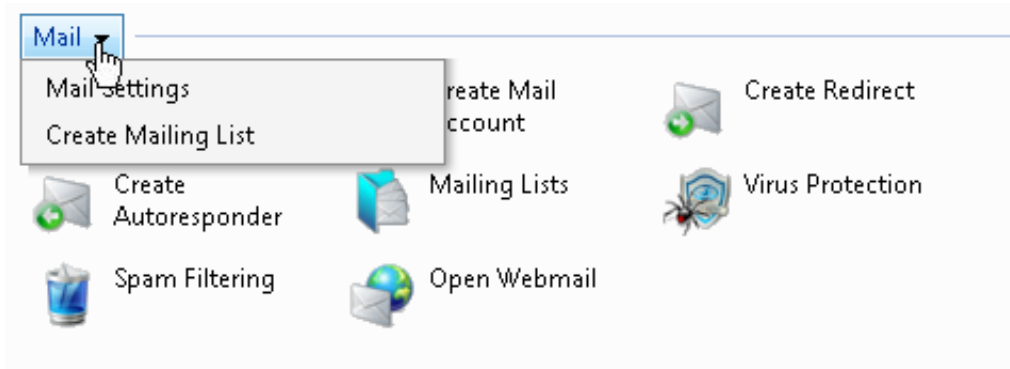 Mail
Mail Settings
Create Mailing List
reate Mail
ccount
Create Redirect
Create
Autoresponder
Mailing Lists
Virus Protection
Spam Filtering
Open Webmail